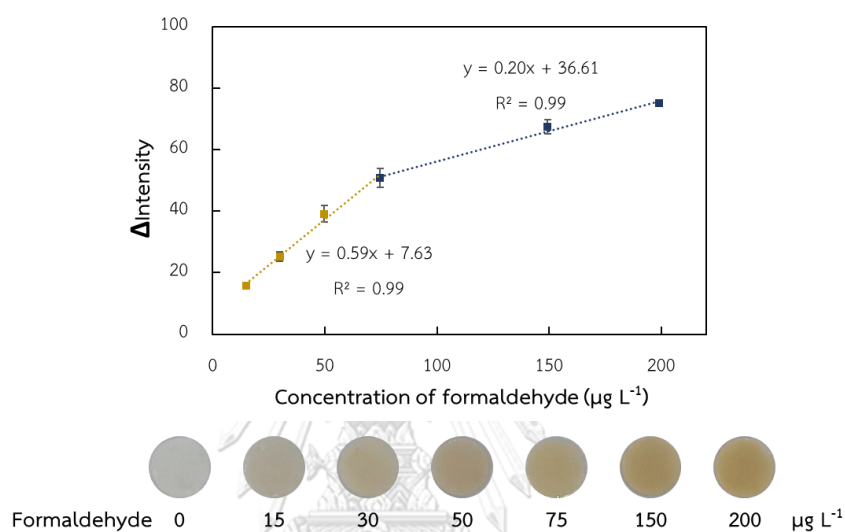 100
80
60
40
20
0
ΔIntensity
y = 0.20x + 36.61
R² = 0.99
y = 0.59x + 7.63
R² = 0.99
0 50 100 150 200
Concentration of formaldehyde (µg L⁻¹)
Formaldehyde 0 15 30 50 75 150 200 µg L⁻¹